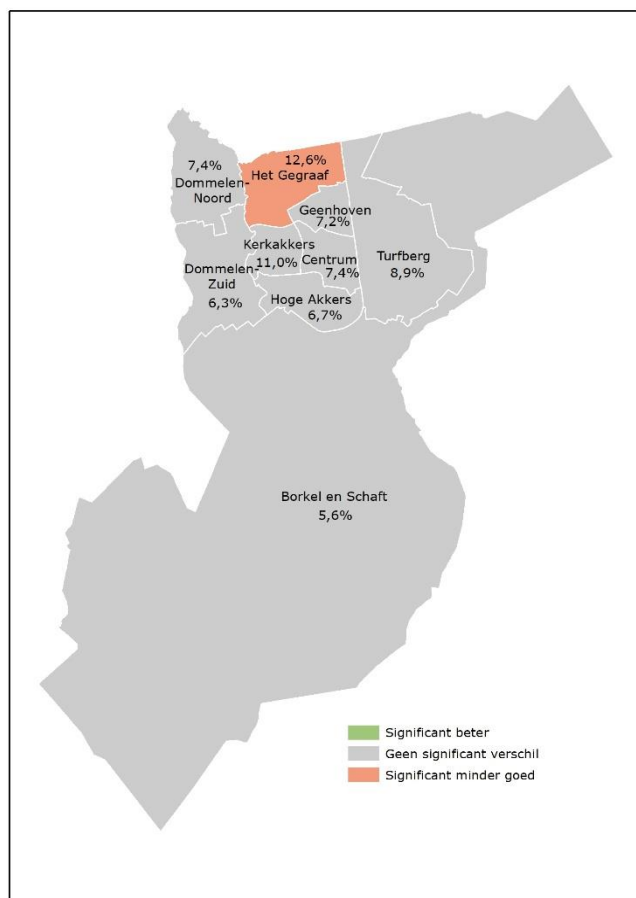 7,4%
Dommelen-
Noord
12,6%
Het Gegraaf
Geenhoven
7,2%
Kerkakkers
11,0%
Centrum
7,4%
Turfberg
8,9%
Dommelen-
Zuid
6,3%
Hoge Akkers
6,7%
Borkel en Schaft
5,6%
Significant beter
Geen significant verschil
Significant minder goed